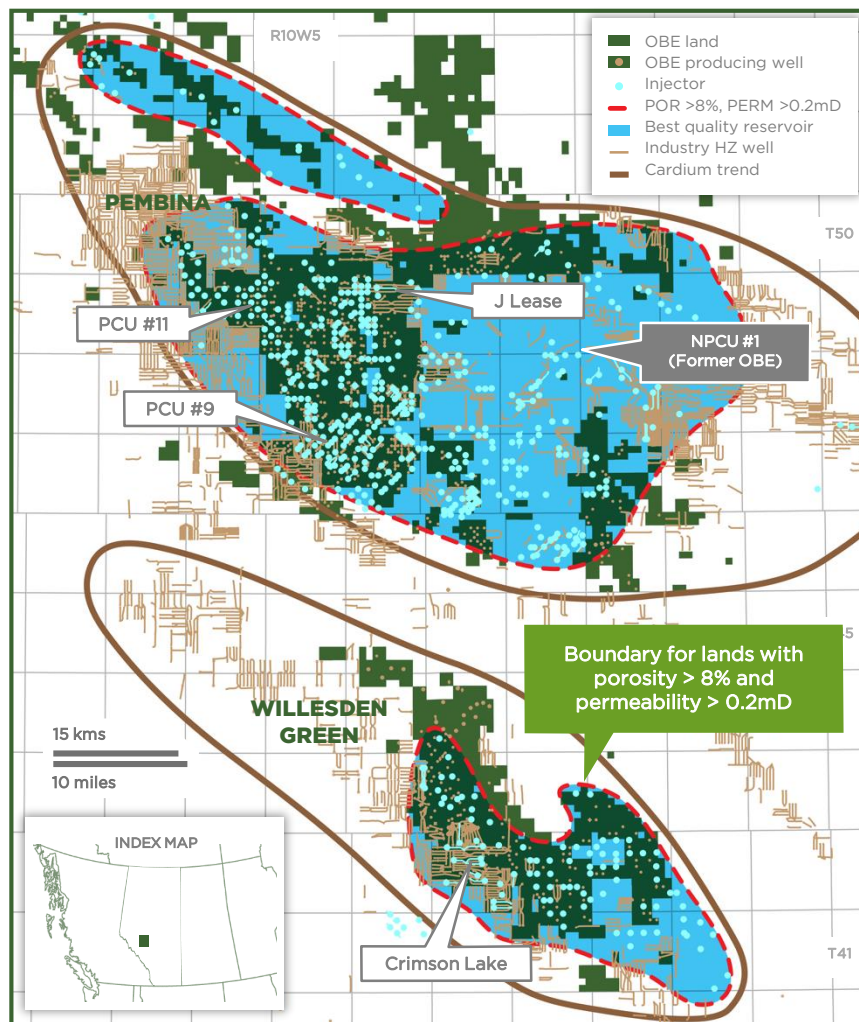 R10W5
OBE land
OBE producing well
Injector
POR >8%, PERM >0.2mD
Best quality reservoir
Industry HZ well
Cardium trend
PEMBINA
T50
J Lease
PCU #11
NPCU #1
(Former OBE)
PCU #9
45
Boundary for lands with
porosity > 8% and
permeability > 0.2mD
WILLESDEN
GREEN
15 kms
10 miles
INDEX MAP
Crimson Lake
T41